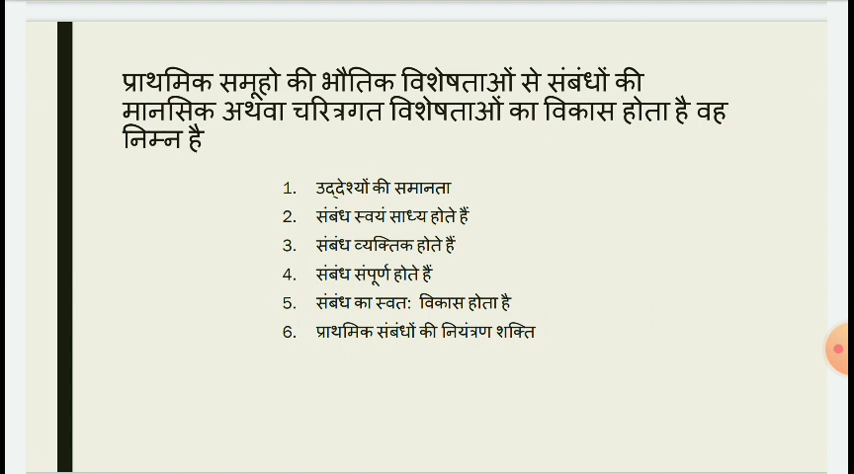 प्राथमिक समूहो की भौतिक विशेषताओं से संबंधों की
मानसिक अथवा चरित्रगत विशेषताओं का विकास होता है वह
निम्न है
1. उद्देश्यों की समानता
2. संबंध स्वयं साध्य होते हैं
3. संबंध व्यक्तिक होते हैं
4. संबंध संपूर्ण होते हैं
5. संबंध का स्वत: विकास होता है
6. प्राथमिक संबंधों की नियंत्रण शक्ति